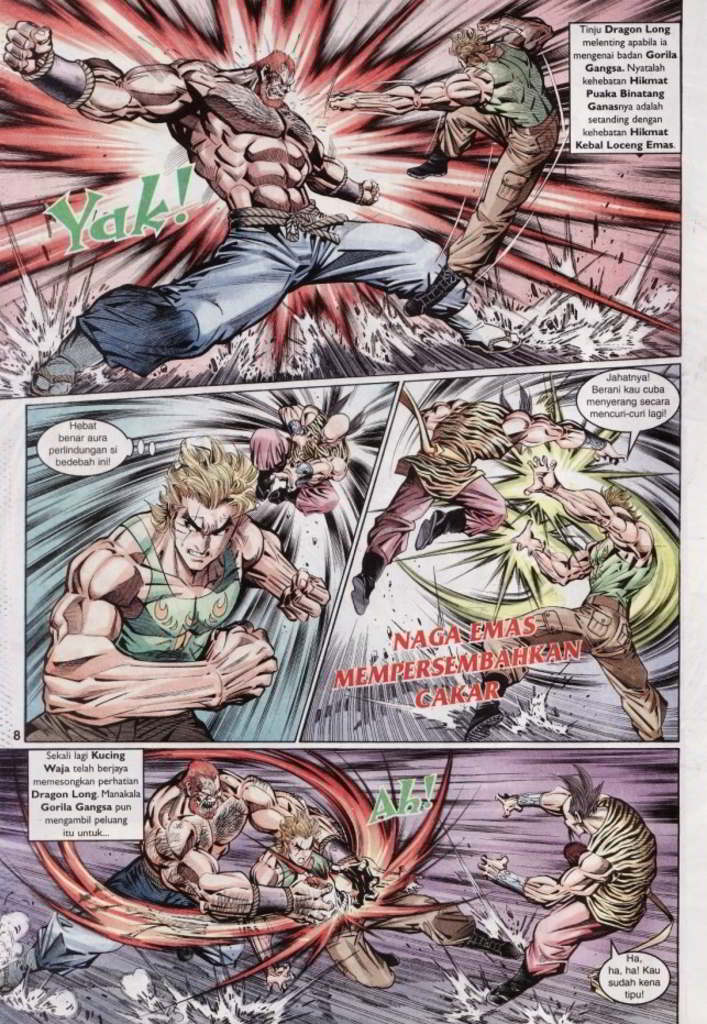 Tinju Dragon Long
melenting apabila ia
mengenai badan Gorila
Gangsa. Nyatalah
kehebatan Hikmat
Puaka Binatang
Ganasnya adalah
setanding dengan
kehebatan Hikmat
Kebal Loceng Emas.
Yak!
Hebat
benar aura
perlindungan si
bedebah ini!
Jahatnya!
Berani kau cuba
menyerang secara
mencuri-curi lagi!
NAGA EMAS
MEMPERSEMBAHKAN
CAKAR
8
Sekali lagi Kucing
Waja telah berjaya
memesongkan perhatian
Dragon Long. Manakala
Gorila Gangsa pun
mengambil peluang
itu untuk...
Ah!
Ha,
ha, ha! Kau
sudah kena
tipu!